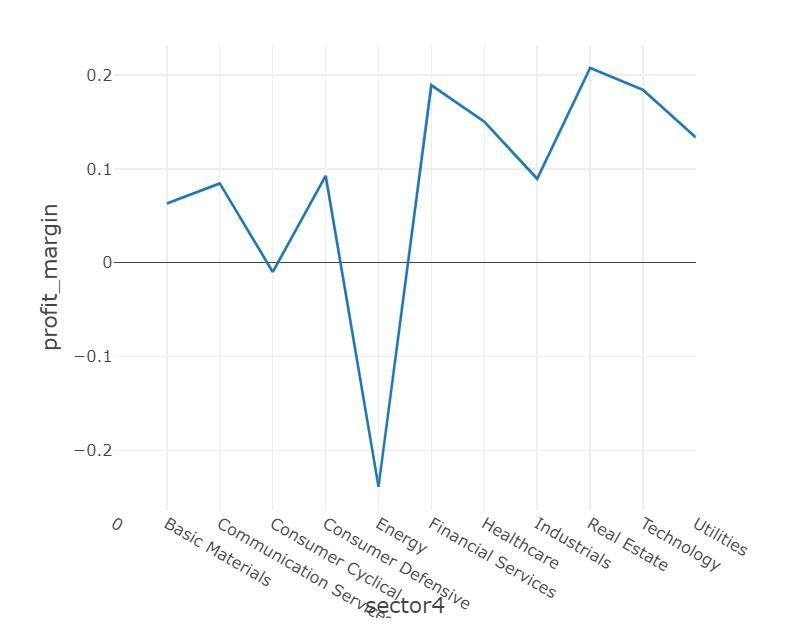 0.2
0.1
0
−0.1
−0.2
profit_margin
0
Basic Materials
Communication Services
Consumer Cyclical
Consumer Defensive
Energy
Financial Services
Healthcare
Industrials
Real Estate
Technology
Utilities
sector4